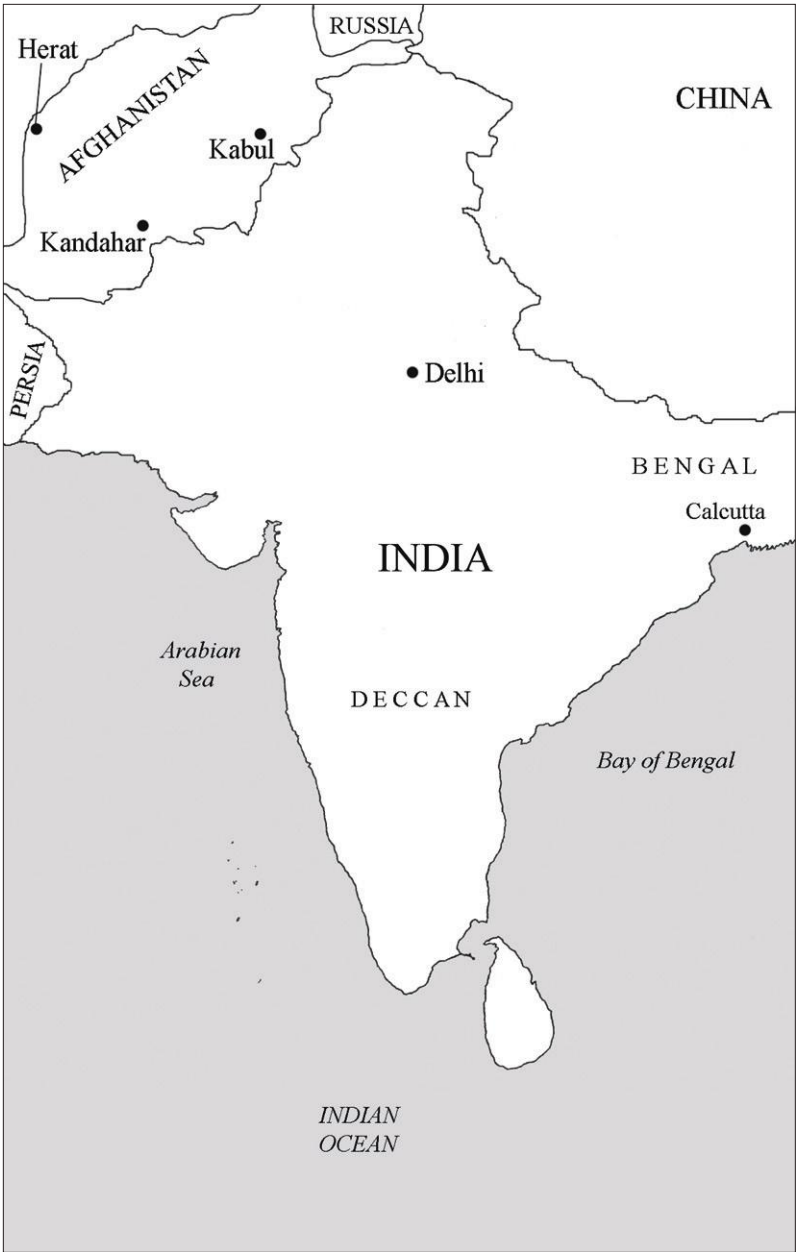 RUSSIA
Herat
AFGHANISTAN
CHINA
Kabul
Kandahar
PERSIA
Delhi
BENGAL
Calcutta
INDIA
Arabian
Sea
DECCAN
Bay of Bengal
INDIAN
OCEAN